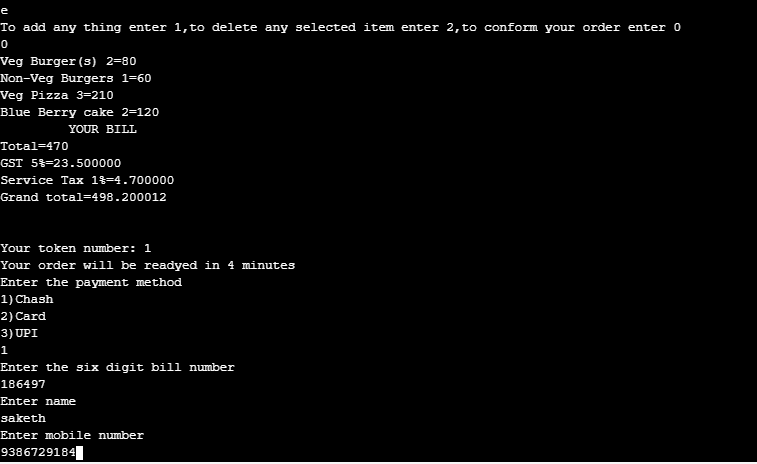 e
To add any thing enter 1,to delete any selected item enter 2,to conform your order enter 0
0
Veg Burger(s) 2=80
Non-Veg Burgers 1=60
Veg Pizza 3=210
Blue Berry cake 2=120
YOUR BILL
Total=470
GST 5%=23.500000
Service Tax 1%=4.700000
Grand total=498.200012
Your token number: 1
Your order will be readyed in 4 minutes
Enter the payment method
1)Chash
2)Card
3)UPI
1
Enter the six digit bill number
186497
Enter name
saketh
Enter mobile number
9386729184